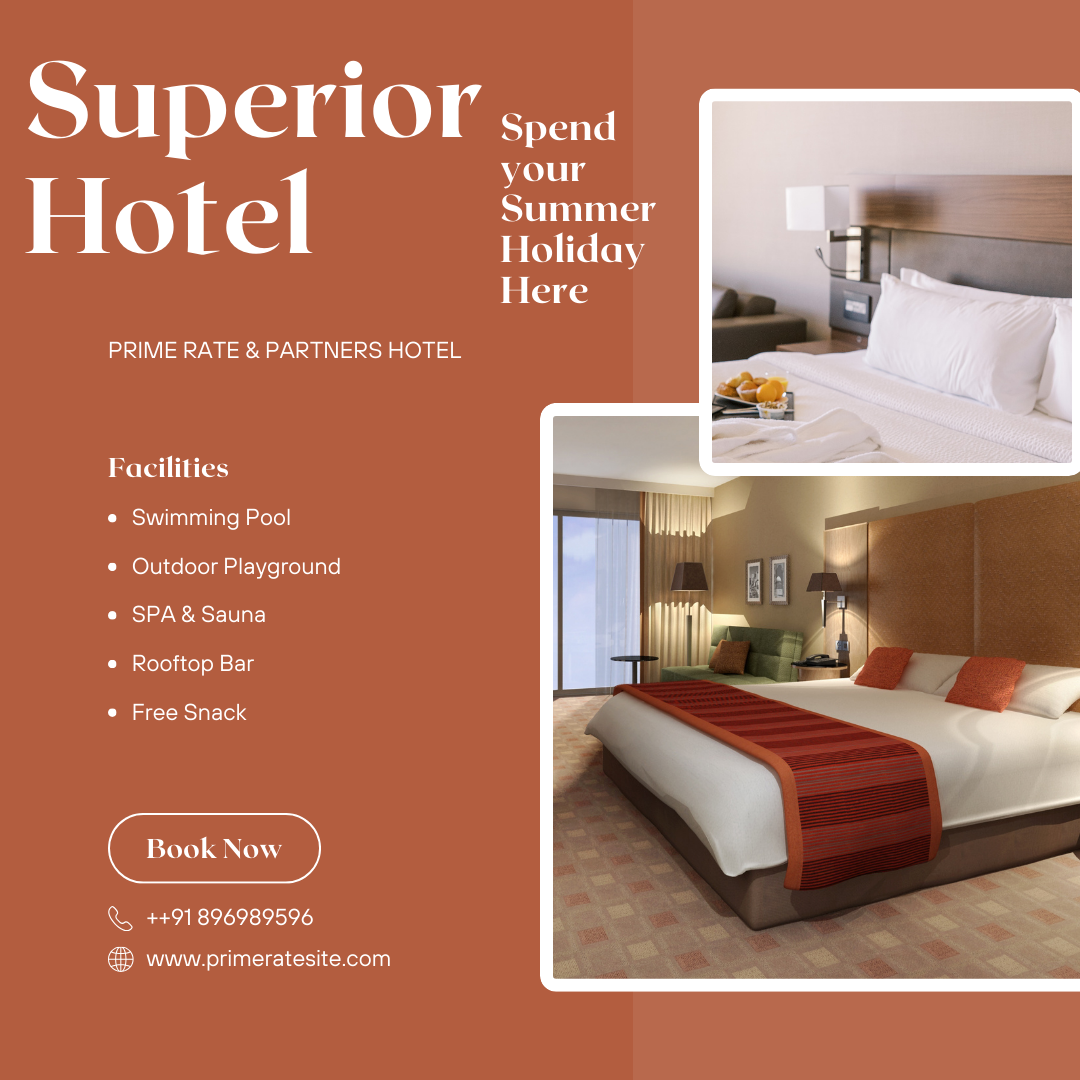 Superior
Hotel
Spend
your
Summer
Holiday
Here
PRIME RATE & PARTNERS HOTEL
Facilities
Swimming Pool
Outdoor Playground
SPA & Sauna
Rooftop Bar
Free Snack
Book Now
++91 896989596
www.primeratesite.com